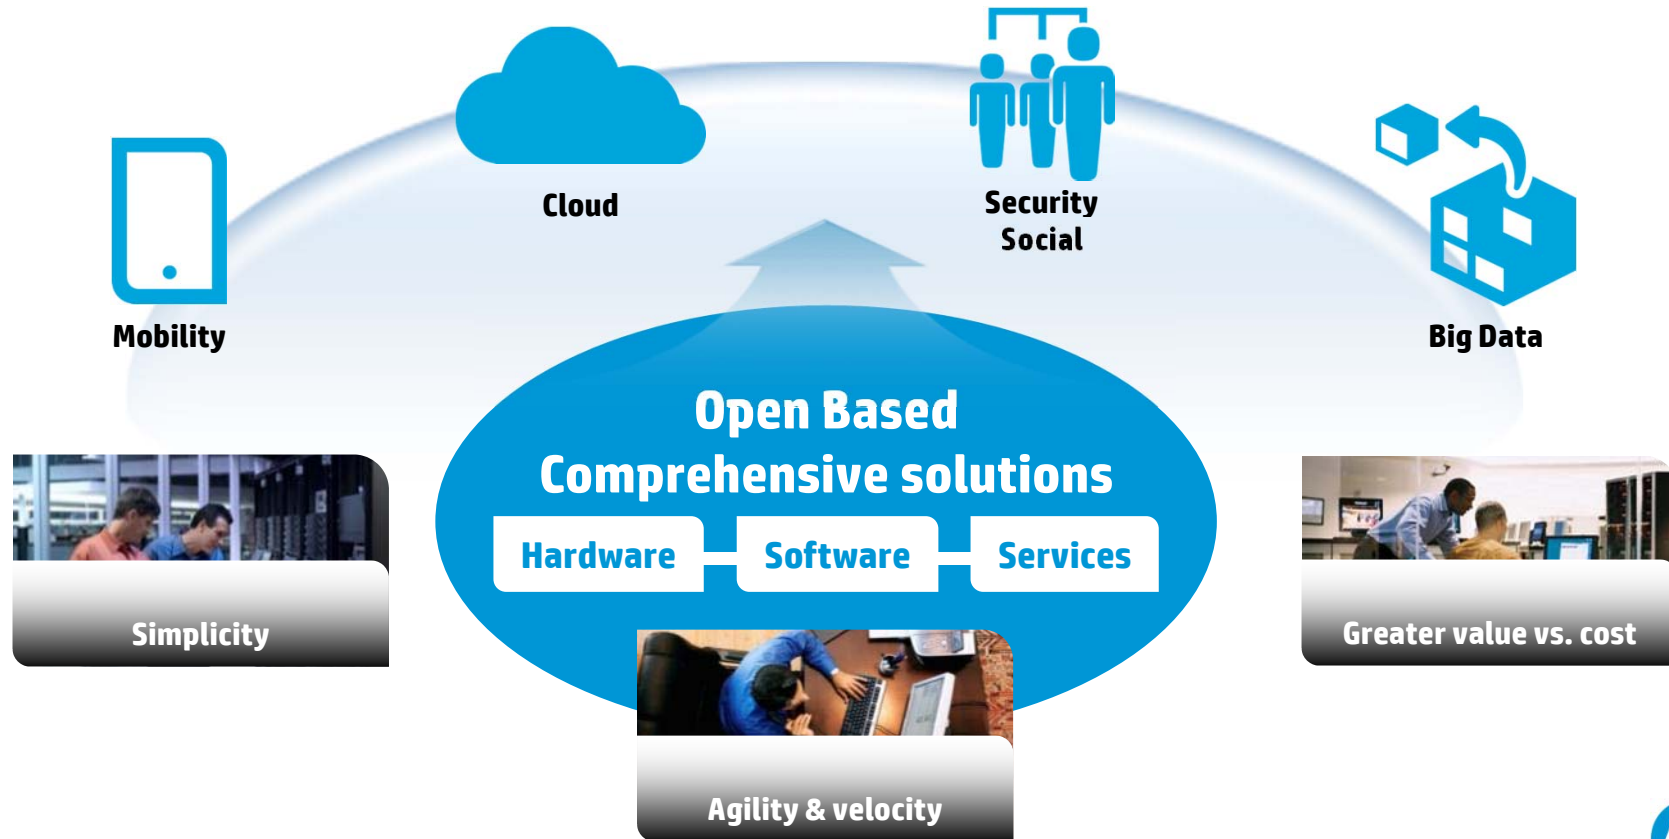 Cloud
Security
Social
Mobility
Big Data
Open Based
Comprehensive solutions
Hardware
Software
Services
Simplicity
Greater value vs. cost
Agility & velocity